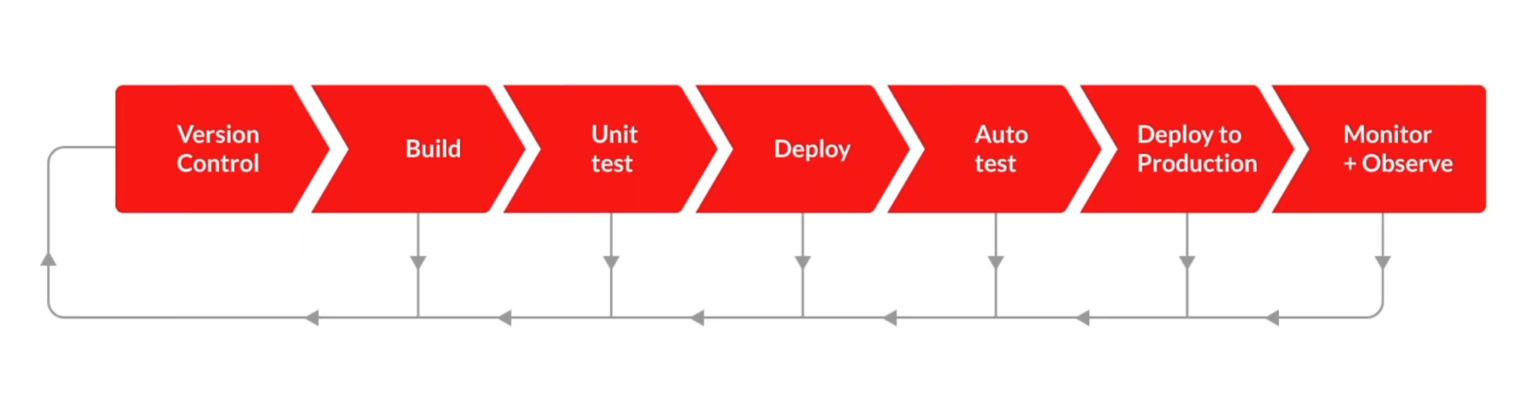 Version
Control
Build
Unit
test
Deploy
Auto
test
Deploy to
Production
Monitor
+ Observe